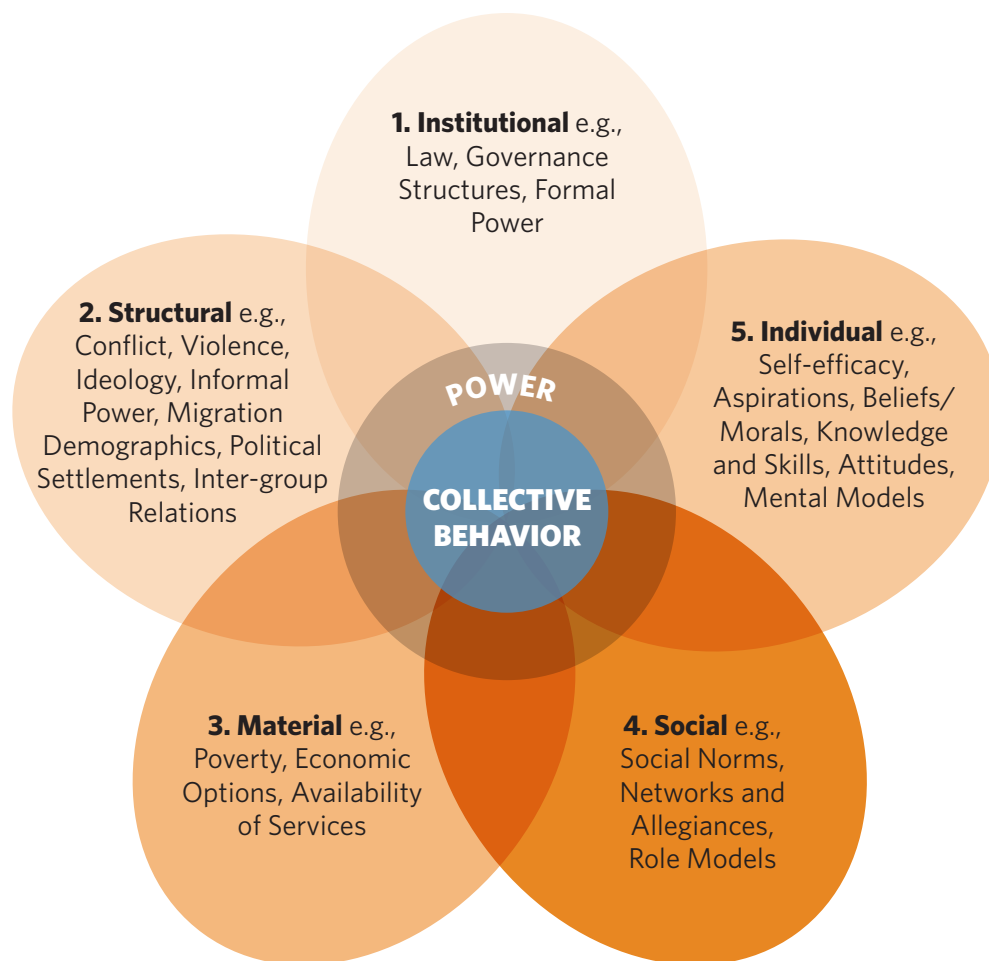 1. Institutional e.g.,
Law, Governance
Structures, Formal
Power
2. Structural e.g.,
Conflict, Violence,
Ideology, Informal
Power, Migration
Demographics, Political
Settlements, Inter-group
Relations
5. Individual e.g.,
Self-efficacy,
Aspirations, Beliefs/
Morals, Knowledge
and Skills, Attitudes,
Mental Models
POWER
COLLECTIVE
BEHAVIOR
3. Material e.g.,
Poverty, Economic
Options, Availability
of Services
4. Social e.g.,
Social Norms,
Networks and
Allegiances,
Role Models